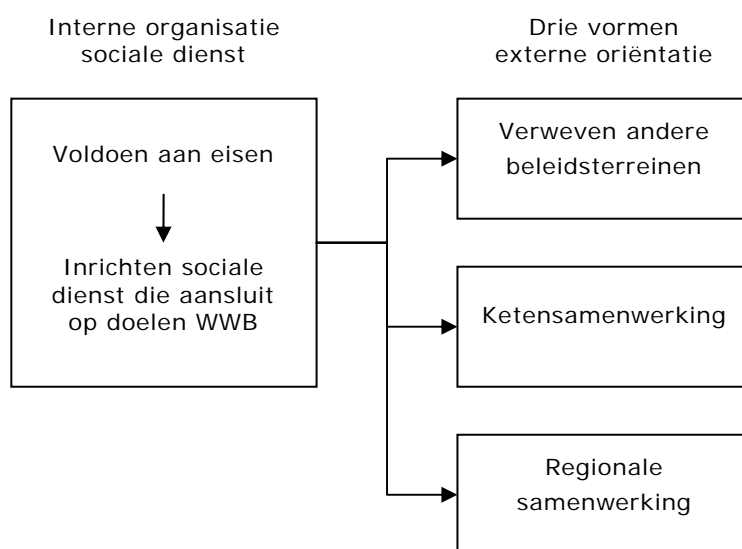 Interne organisatie
sociale dienst
Voldoen aan eisen
Inrichten sociale
dienst die aansluit
op doelen WWB
Drie vormen
externe oriëntatie
Verweven andere
beleidsterreinen
Ketensamenwerking
Regionale
samenwerking